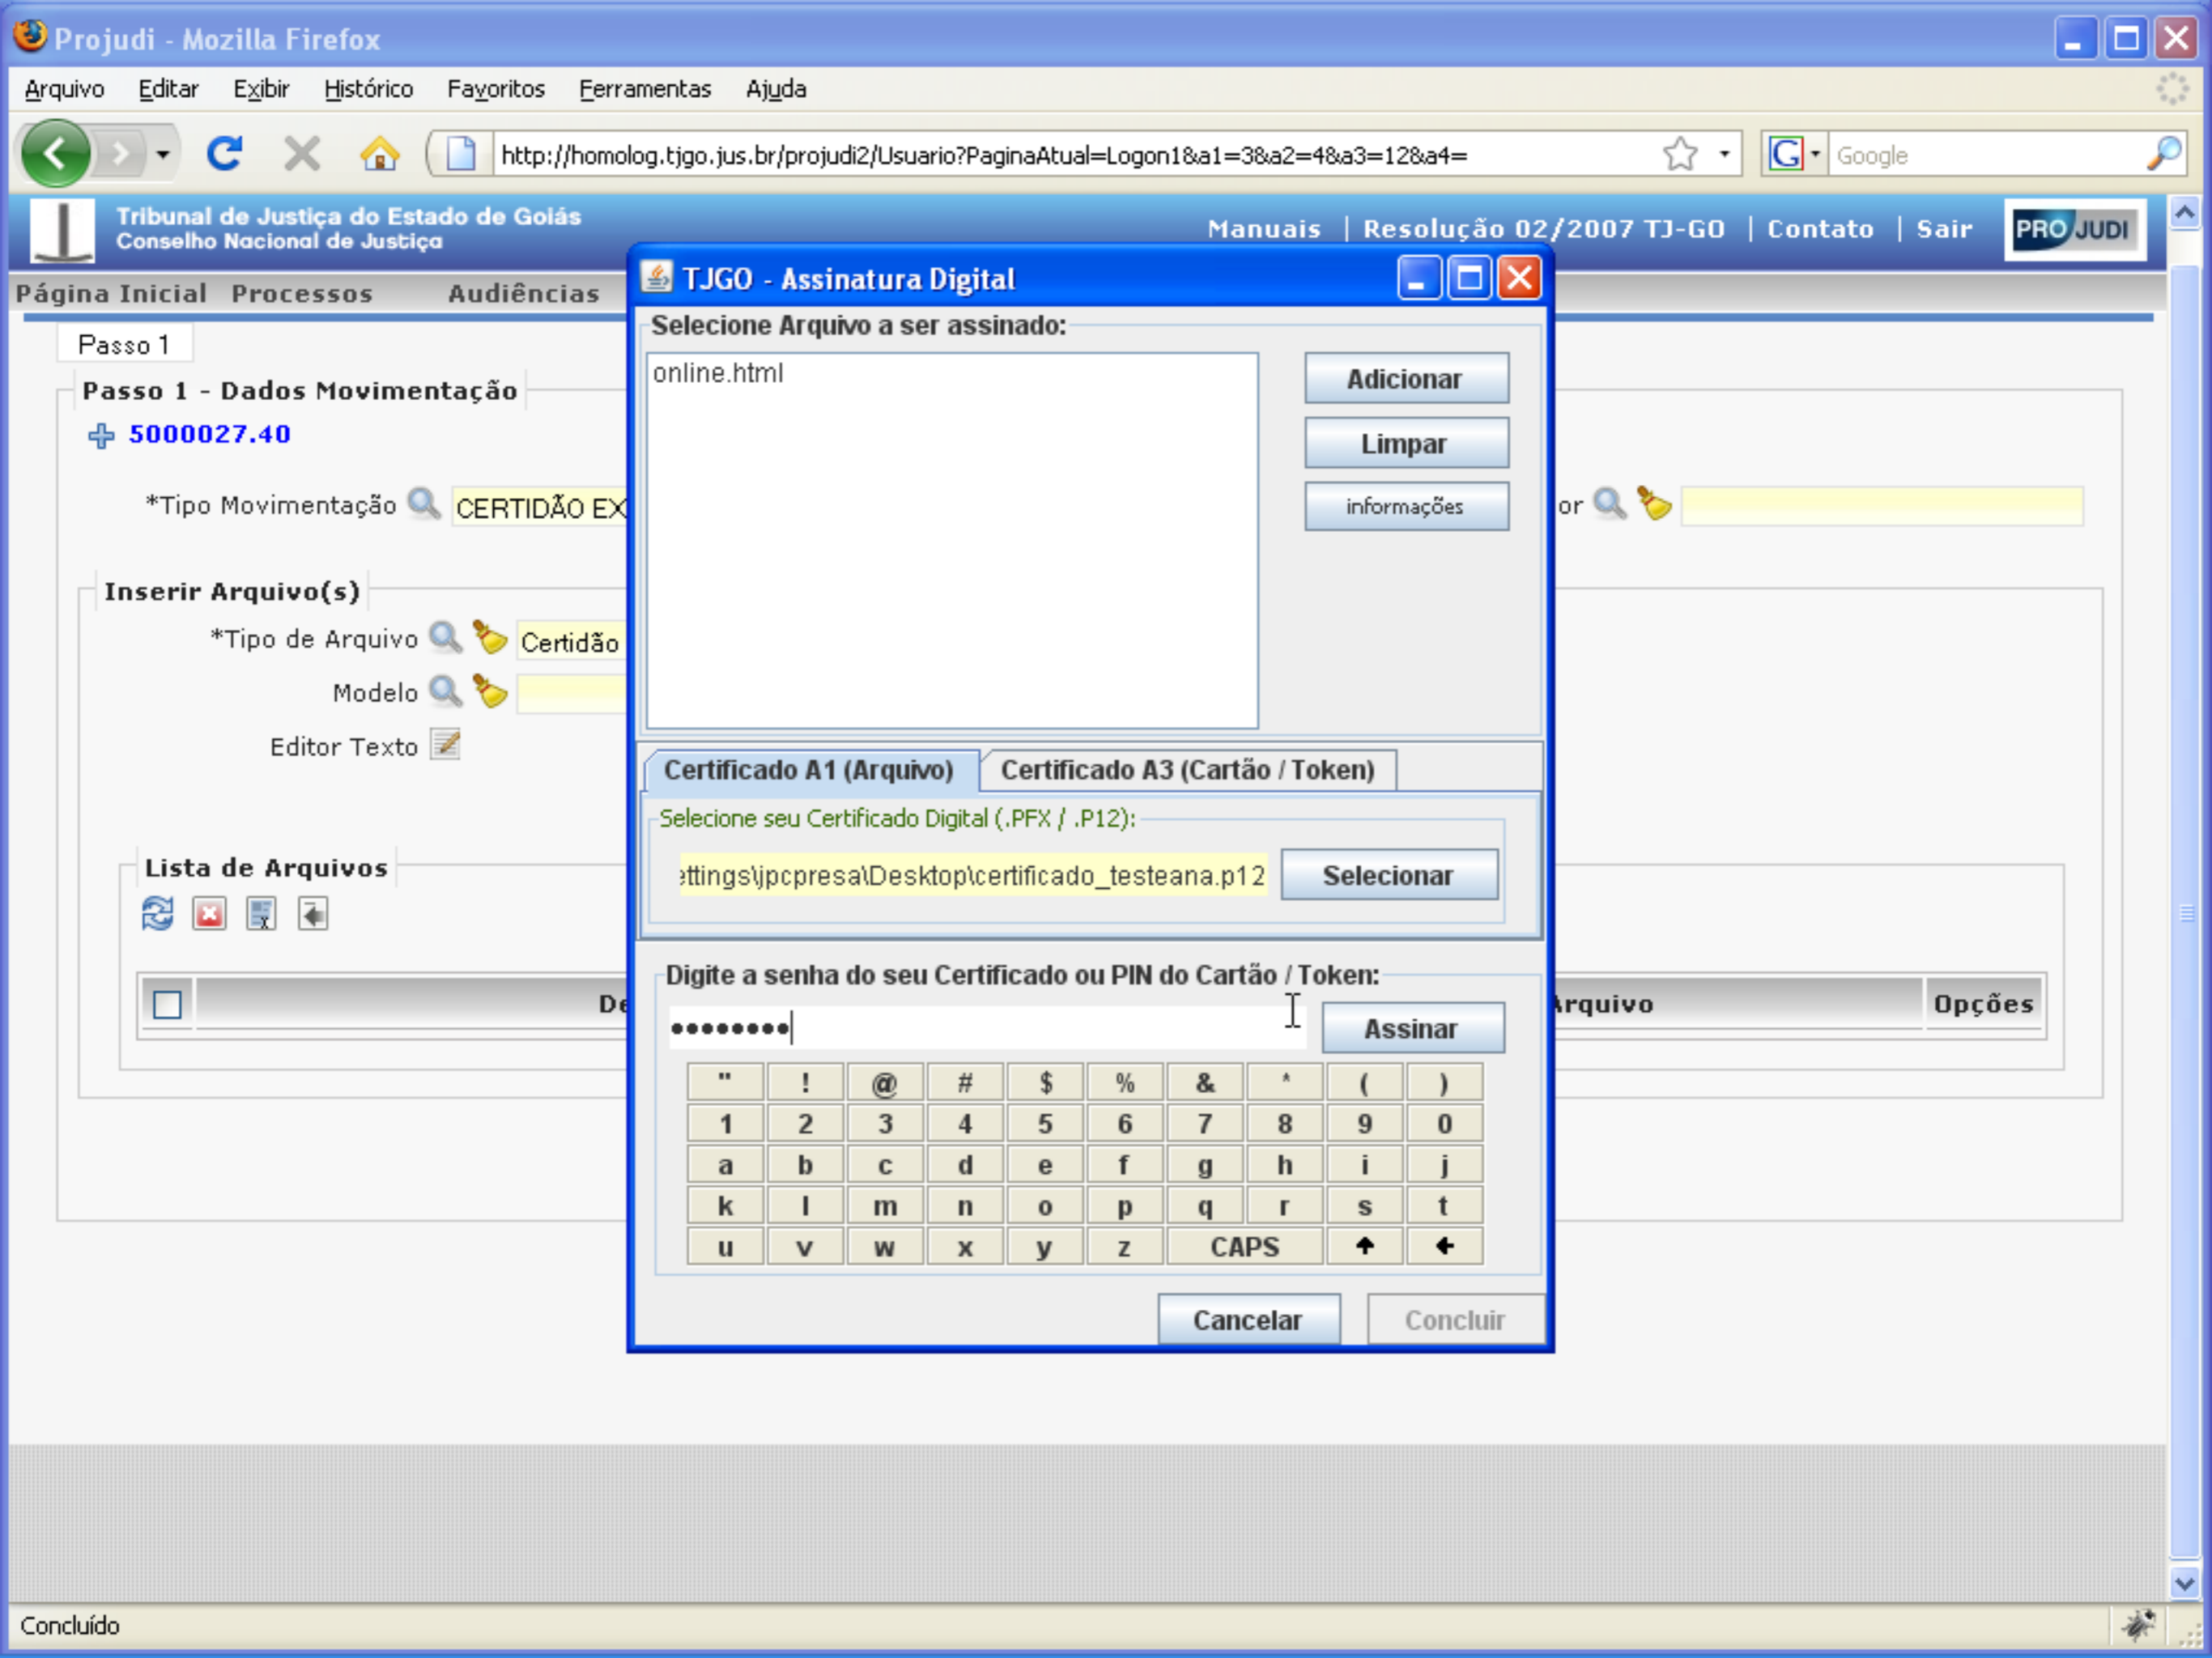 Projudi - Mozilla Firefox
Arquivo Editar Exibir Histórico Favoritos Ferramentas Ajuda
http://homolog.tjgo.jus.br/projudi2/Usuario?PaginaAtual=Logon1&a1=3&a2=4&a3=12&a4=
Google
Tribunal de Justiça do Estado de Goiás
Conselho Nacional de Justiça
Manuais | Resolução 02/2007 TJ-GO | Contato | Sair
PROJUDI
Página Inicial Processos Audiências
Passo 1
Passo 1 - Dados Movimentação
5000027.40
*Tipo Movimentação CERTIDÃO EX
or
Inserir Arquivo(s)
*Tipo de Arquivo Certidão
Modelo
Editor Texto
Lista de Arquivos
De
Arquivo Opções
TJGO - Assinatura Digital
Selecione Arquivo a ser assinado:
online.html
Adicionar
Limpar
informações
Certificado A1 (Arquivo) Certificado A3 (Cartão / Token)
Selecione seu Certificado Digital (.PFX / .P12):
ettings\jpcpresa\Desktop\certificado_testeana.p12 Selecionar
Digite a senha do seu Certificado ou PIN do Cartão / Token:
•••••••• Assinar
" ! @ # $ % & * ( )
1 2 3 4 5 6 7 8 9 0
a b c d e f g h i j
k l m n o p q r s t
u v w x y z CAPS
Cancelar Concluir
Concluído